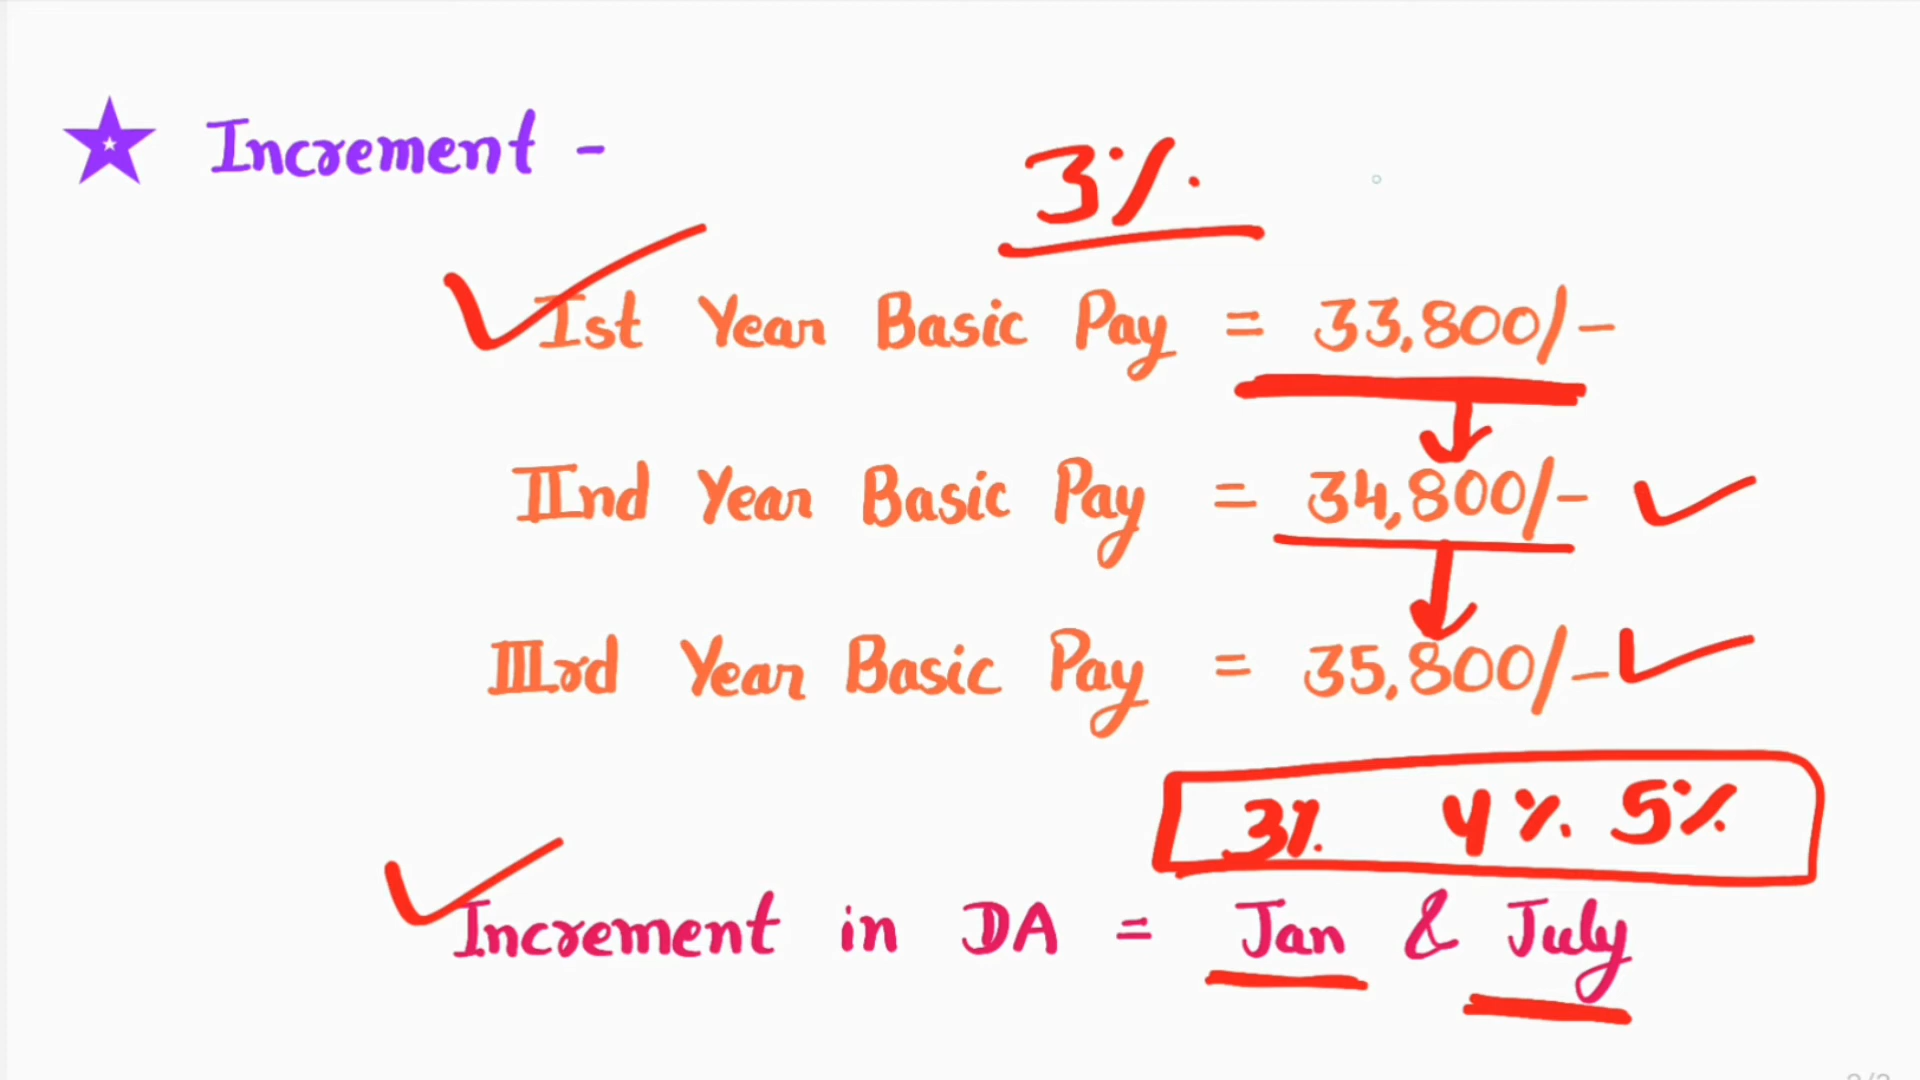 Increment -
3%
Ist Year Basic Pay = 33,800/-
IInd Year Basic Pay = 34,800/-
IIIrd Year Basic Pay = 35,800/-
3% 4% 5%
Increment in DA = Jan & July